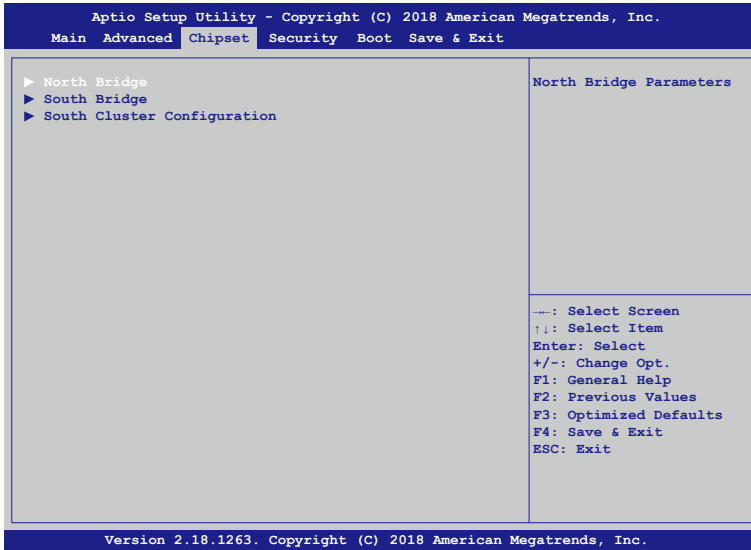 Aptio Setup Utility - Copyright (C) 2018 American Megatrends, Inc.
Main Advanced Chipset Security Boot Save & Exit
▶ North Bridge
▶ South Bridge
▶ South Cluster Configuration
North Bridge Parameters
→←: Select Screen
↑↓: Select Item
Enter: Select
+/-: Change Opt.
F1: General Help
F2: Previous Values
F3: Optimized Defaults
F4: Save & Exit
ESC: Exit
Version 2.18.1263. Copyright (C) 2018 American Megatrends, Inc.